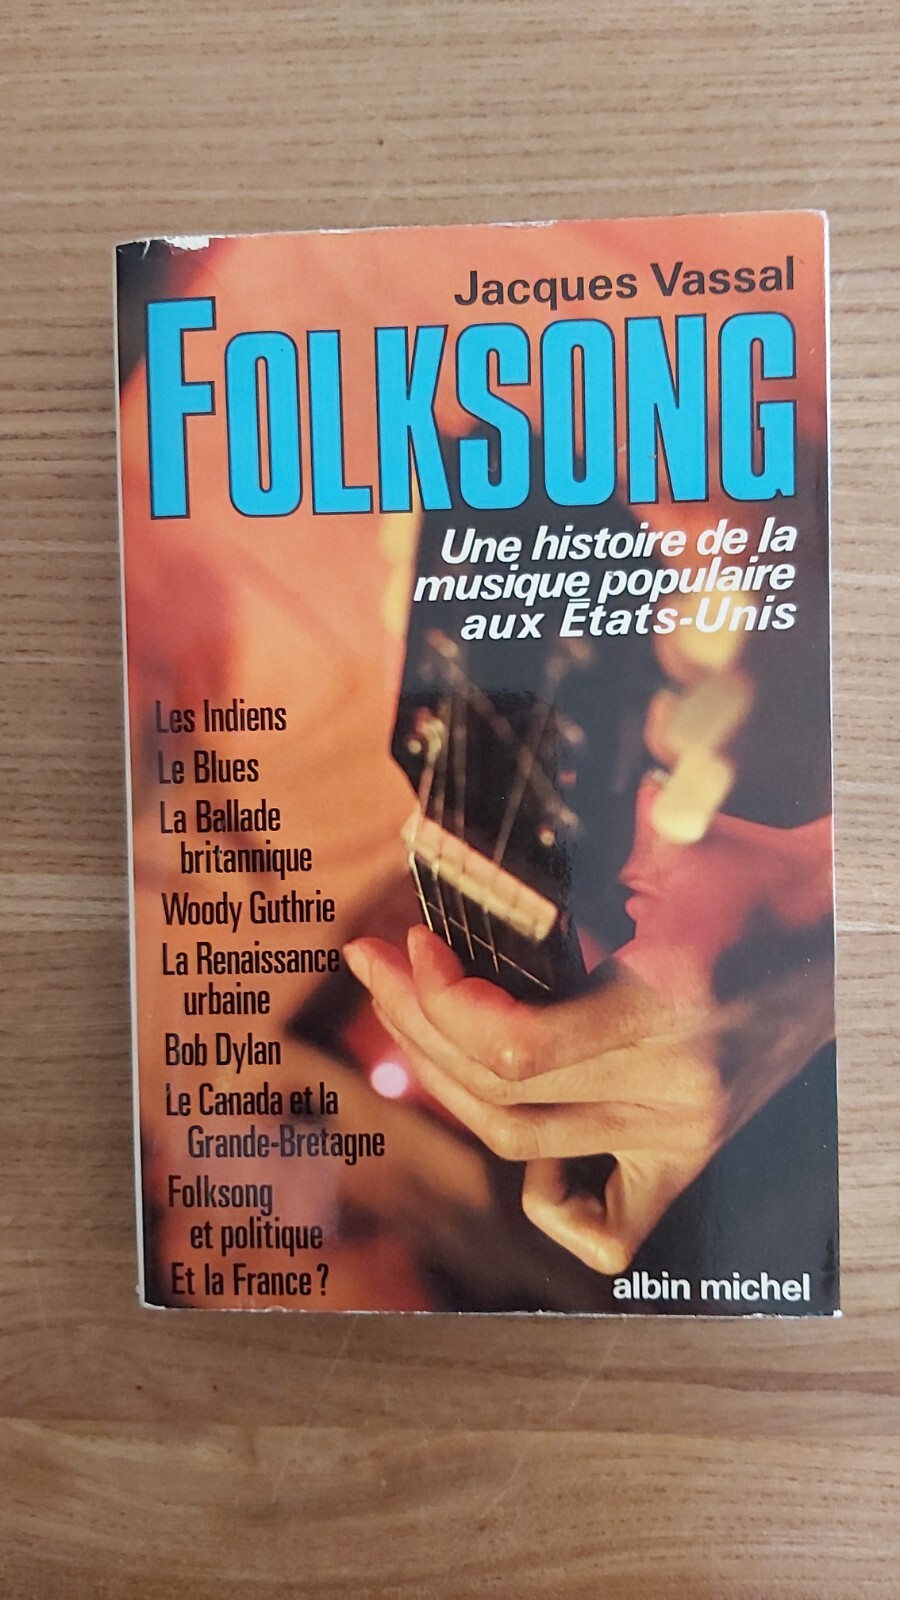 Jacques Vassal
FOLKSONG
Une histoire de la
musique populaire
aux États-Unis
Les Indiens
Le Blues
La Ballade
britannique
Woody Guthrie
La Renaissance
urbaine
Bob Dylan
Le Canada et la
Grande-Bretagne
Folksong
et politique
Et la France ?
albin michel